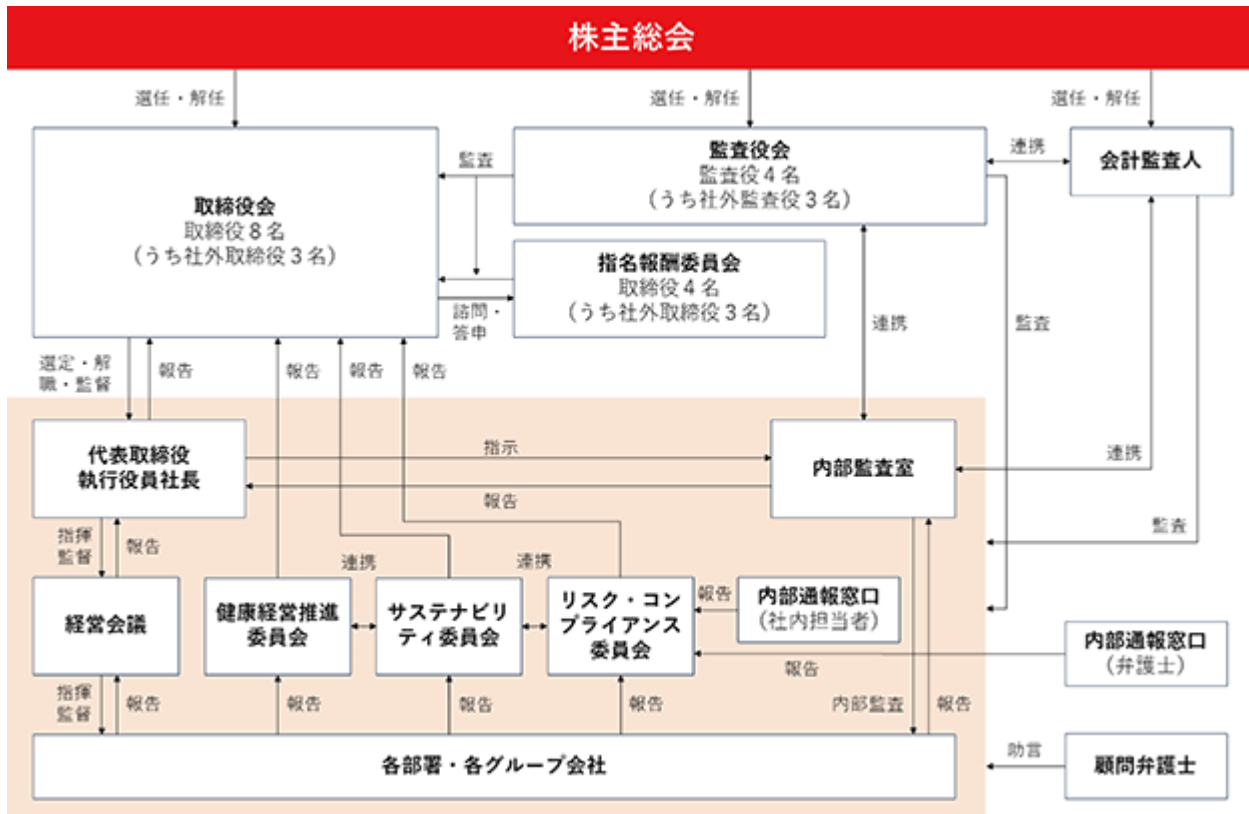 株主総会
選任・解任
選任・解任
選任・解任
取締役会
取締役8名
(うち社外取締役3名)
監査
監査役会
監査役4名
(うち社外監査役3名)
連携
会計監査人
指名報酬委員会
取締役4名
(うち社外取締役3名)
諮問・
答申
連携
監査
選定・解
職・監督
報告
報告
報告
報告
代表取締役
執行役員社長
指示
報告
内部監査室
連携
監査
指揮
監督
報告
連携
連携
経営会議
健康経営推進
委員会
サステナビリ
ティ委員会
リスク・コン
プライアンス
委員会
報告
内部通報窓口
(社内担当者)
報告
内部通報窓口
(弁護士)
指揮
監督
報告
報告
報告
報告
内部監査
報告
各部署・各グループ会社
助言
顧問弁護士